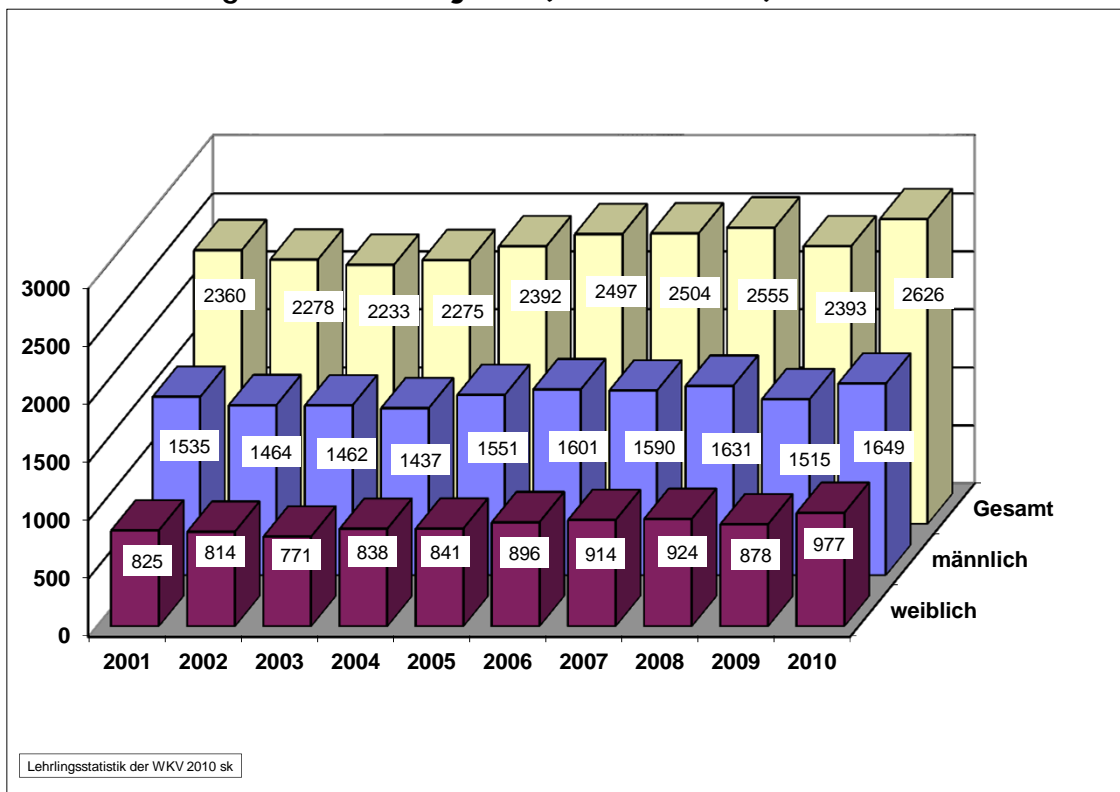 2360 2278 2233 2275 2392 2497 2504 2555 2393 2626
3000
2500
2000
1535 1464 1462 1437 1551 1601 1590 1631 1515 1649
1500
1000
Gesamt
825 814 771 838 841 896 914 924 878 977
männlich
500
weiblich
0
2001 2002 2003 2004 2005 2006 2007 2008 2009 2010
Lehrlingsstatistik der WKV 2010 sk